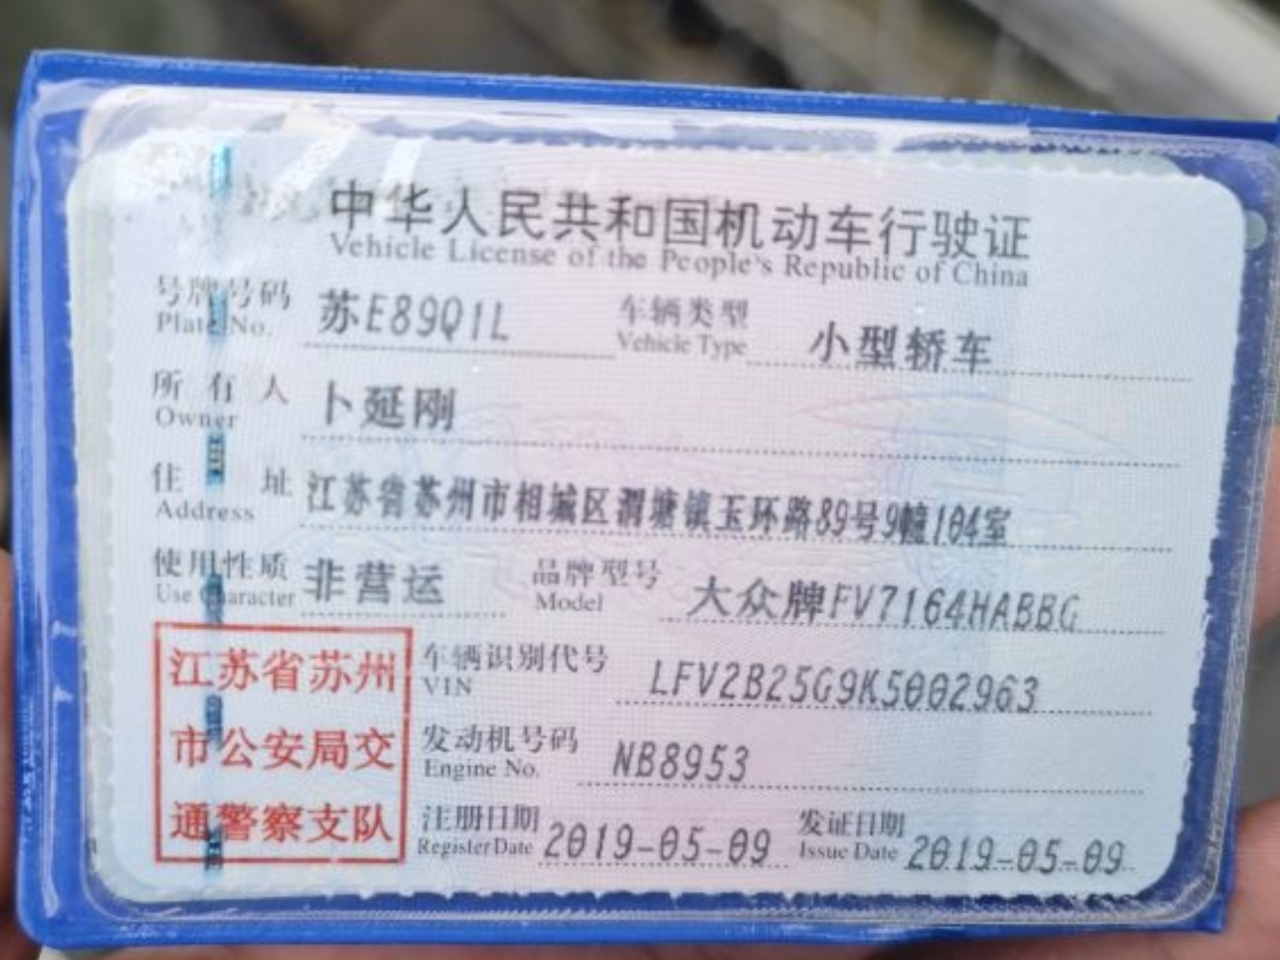 中华人民共和国机动车行驶证
Vehicle License of the People's Republic of China
号牌号码 苏E89Q1L 车辆类型 小型轿车
Plate No. Vehicle Type
所有人 卜延刚
Owner
住址 江苏省苏州市相城区渭塘镇玉环路89号9幢104室
Address
使用性质 非营运 品牌型号 大众牌FV7164HABBG
Use Character Model
江苏省苏州
市公安局交
通警察支队
车辆识别代号 LFV2B25G9K5002963
VIN
发动机号码 NB8953
Engine No.
注册日期 2019-05-09 发证日期 2019-05-09
Register Date Issue Date